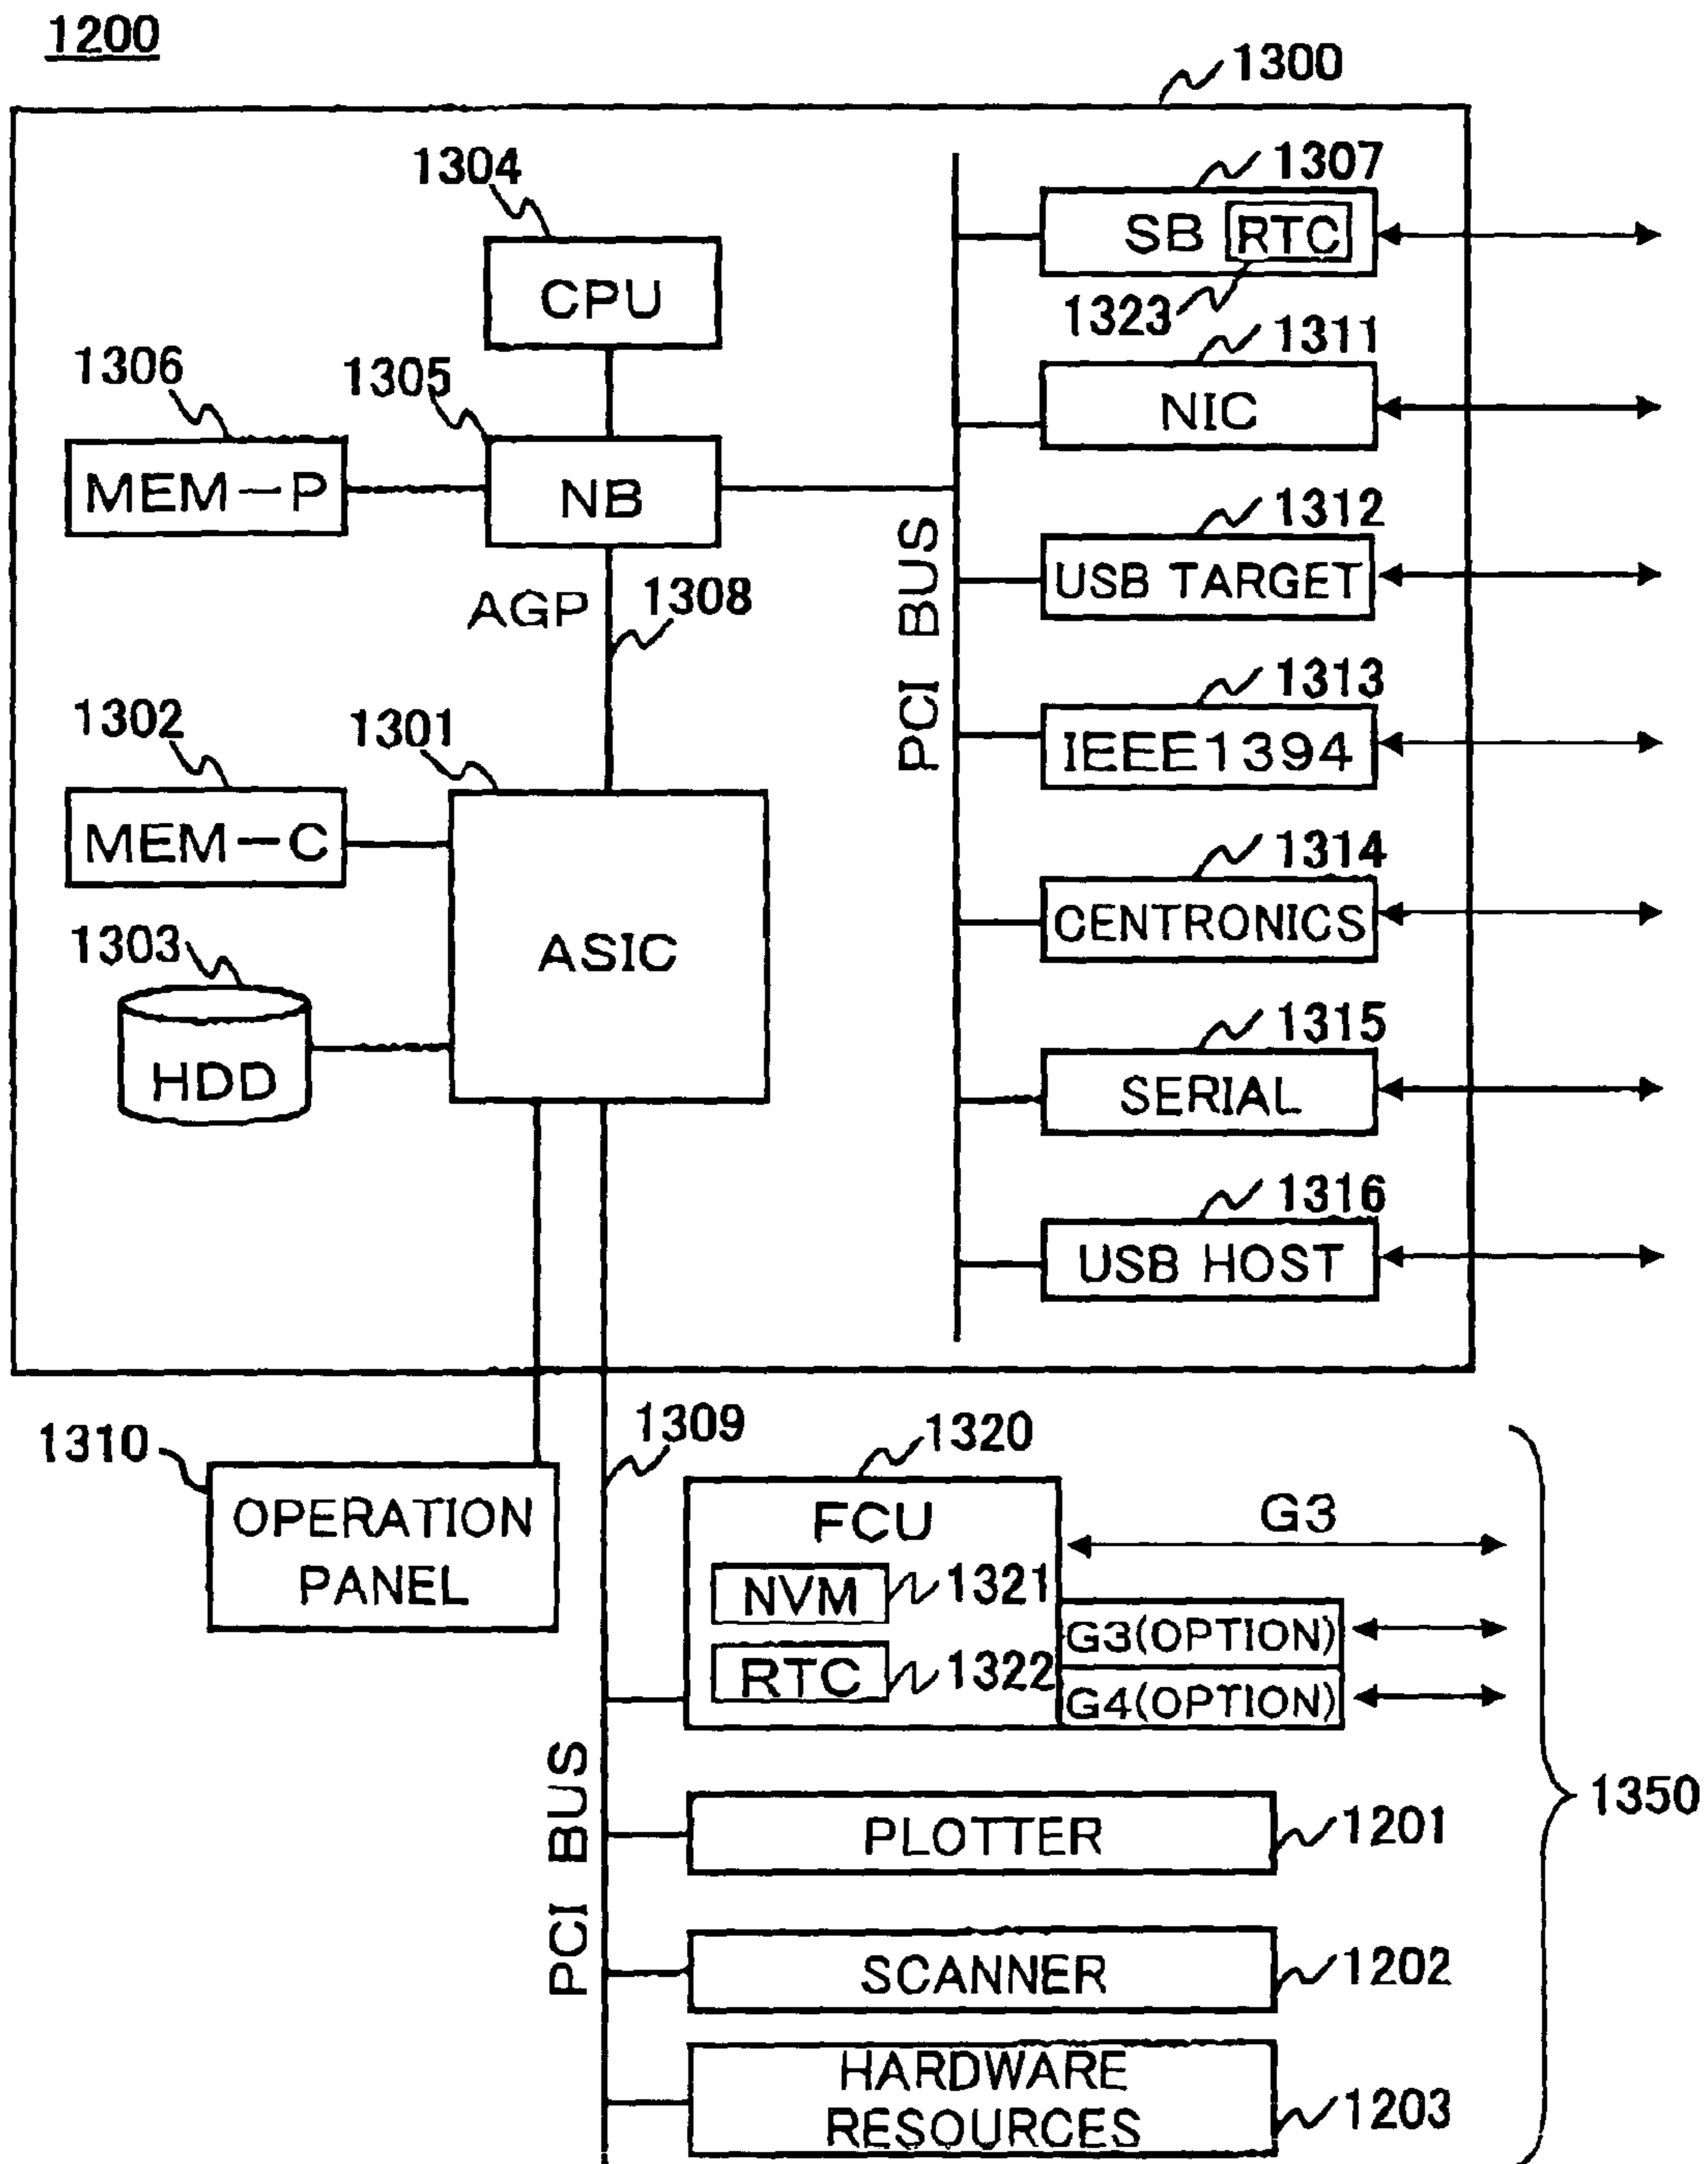 1200
1300
1304
CPU
1307
SB RTC
1323
1306
MEM-P
1305
NB
1311
NIC
AGP
1308
PCI BUS
1312
USB TARGET
1313
IEEE1394
1302
MEM-C
1301
ASIC
1303
HDD
1314
CENTRONICS
1315
SERIAL
1316
USB HOST
1310
OPERATION
PANEL
1309
PCI BUS
1320
FCU
NVM
1321
RTC
1322
G3
G3(OPTION)
G4(OPTION)
1350
PLOTTER
1201
SCANNER
1202
HARDWARE
RESOURCES
1203